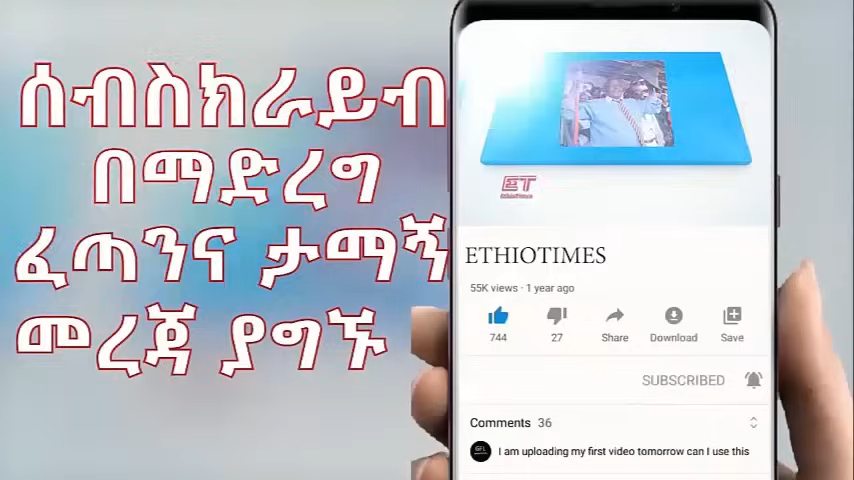 ሰብስክራይብ
በማድረግ
ፈጣንና ታማኝ
መረጃ ያግኙ
ET
EthioTimes
ETHIOTIMES
55K views · 1 year ago
744 27 Share Download Save
SUBSCRIBED
Comments 36
I am uploading my first video tomorrow can I use this